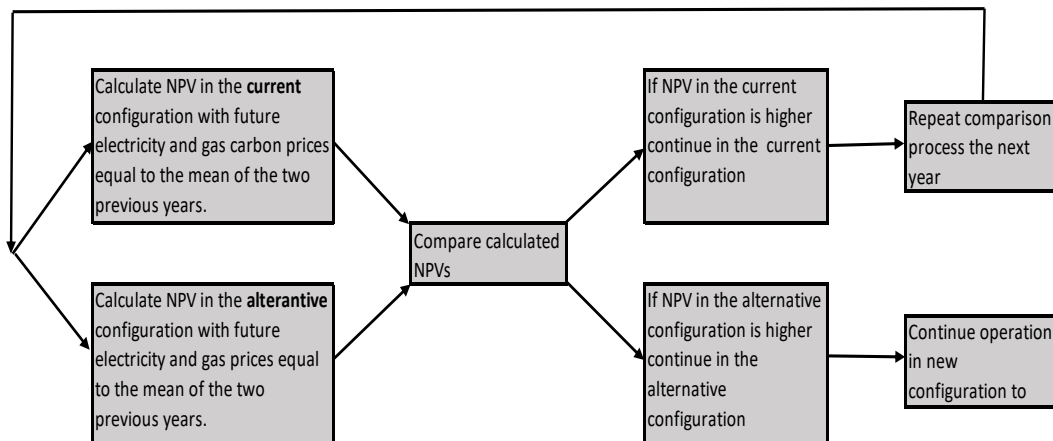 Calculate NPV in the current
configuration with future
electricity and gas carbon prices
equal to the mean of the two
previous years.
Calculate NPV in the alterantive
configuration with future
electricity and gas prices equal
to the mean of the two
previous years.
Compare calculated
NPVs
If NPV in the current
configuration is higher
continue in the current
configuration
If NPV in the alternative
configuration is higher
continue in the
alternative
configuration
Repeat comparison
process the next
year
Continue operation
in new
configuration to